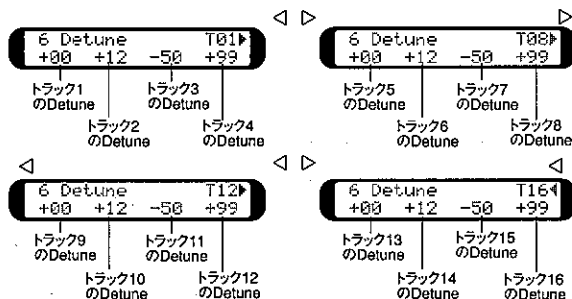 6 Detune T01▶
+00 +12 -50 +99
トラック1
のDetune
トラック2
のDetune
トラック3
のDetune
トラック4
のDetune
6 Detune T08▶
+00 +12 -50 +99
トラック5
のDetune
トラック6
のDetune
トラック7
のDetune
トラック8
のDetune
6 Detune T12▶
+00 +12 -50 +99
トラック9
のDetune
トラック10
のDetune
トラック11
のDetune
トラック12
のDetune
6 Detune T16◀
+00 +12 -50 +99
トラック13
のDetune
トラック14
のDetune
トラック15
のDetune
トラック16
のDetune